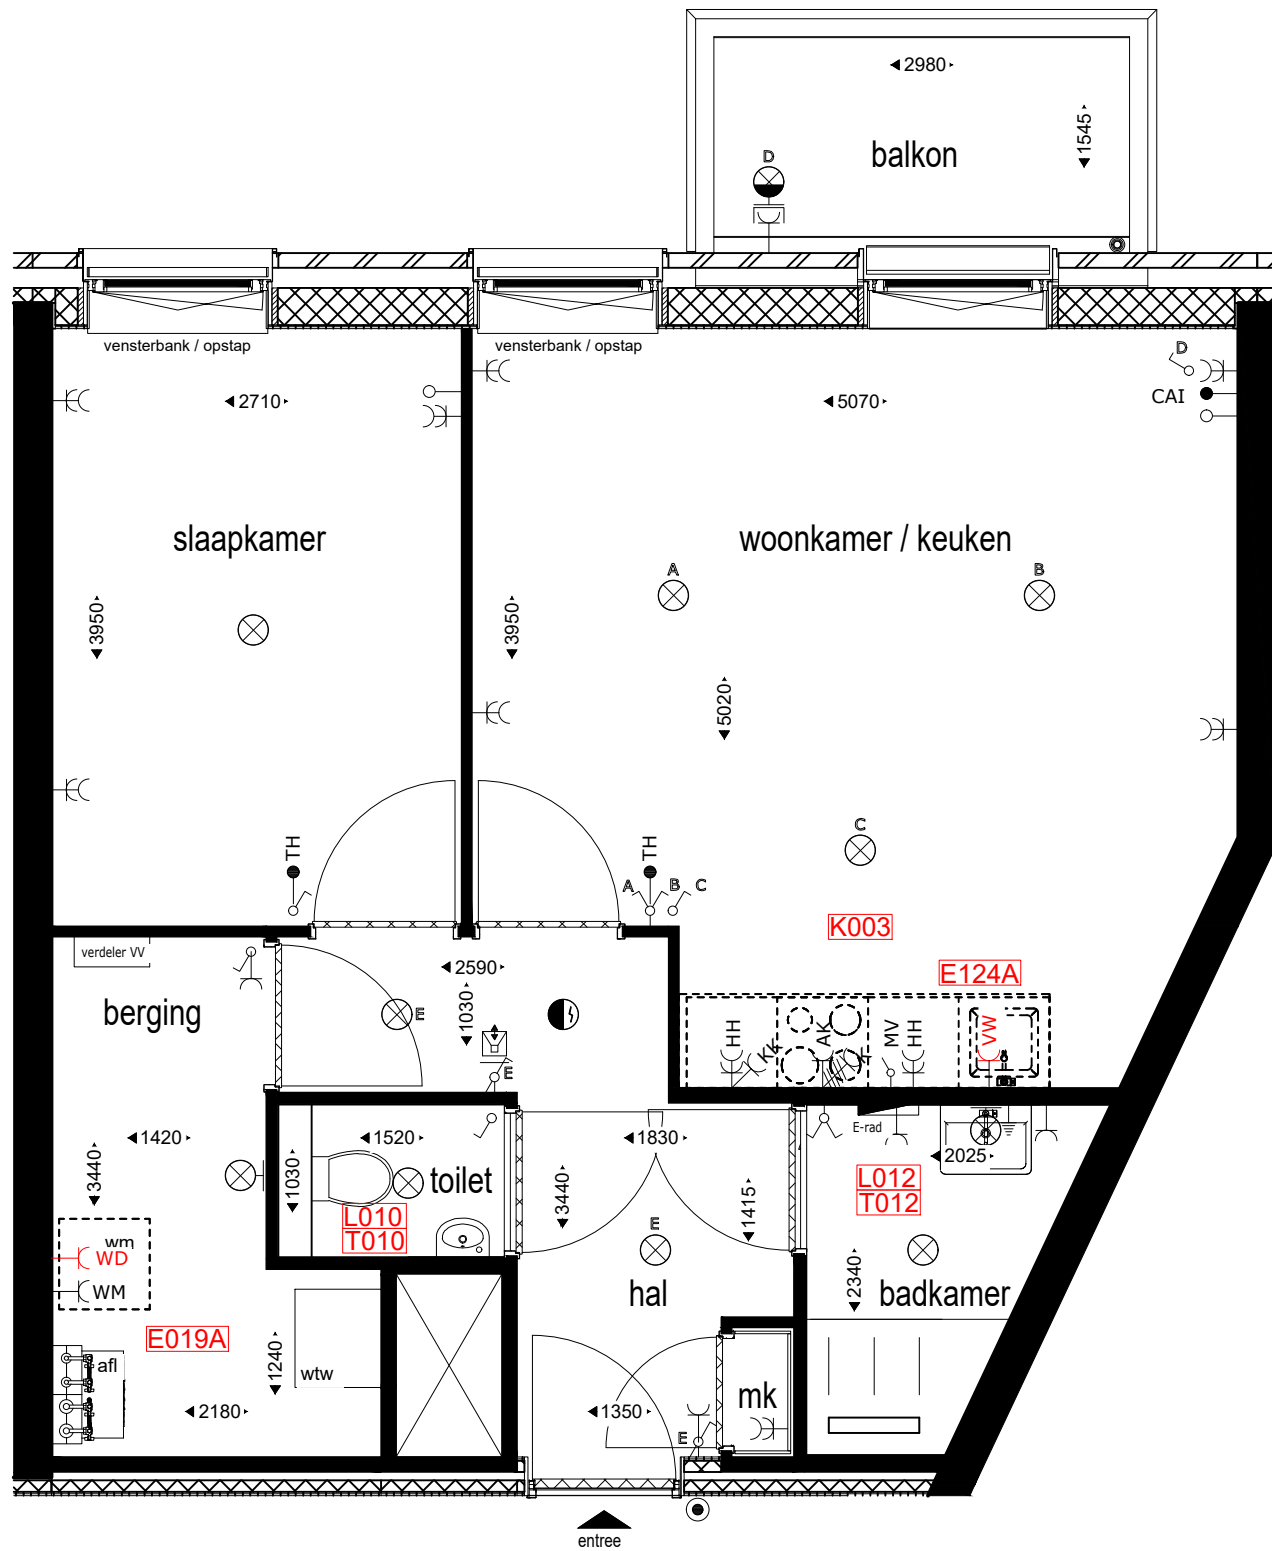 2980
1545
balkon
D
vensterbank / opstap
vensterbank / opstap
D
CAI
2710
5070
slaapkamer
woonkamer / keuken
A
B
3950
3950
5020
C
TH
TH
A
B
C
K003
E124A
verdeler VV
2590
berging
E
1030
E
HH
KK
AK
MV
HH
VW
1420
1520
1830
E-rad
2025
3440
1030
toilet
3440
1415
L012
T012
L010
T010
E
wm
WD
WM
hal
2340
badkamer
E019A
1240
afl
wtw
mk
2180
1350
E
entree